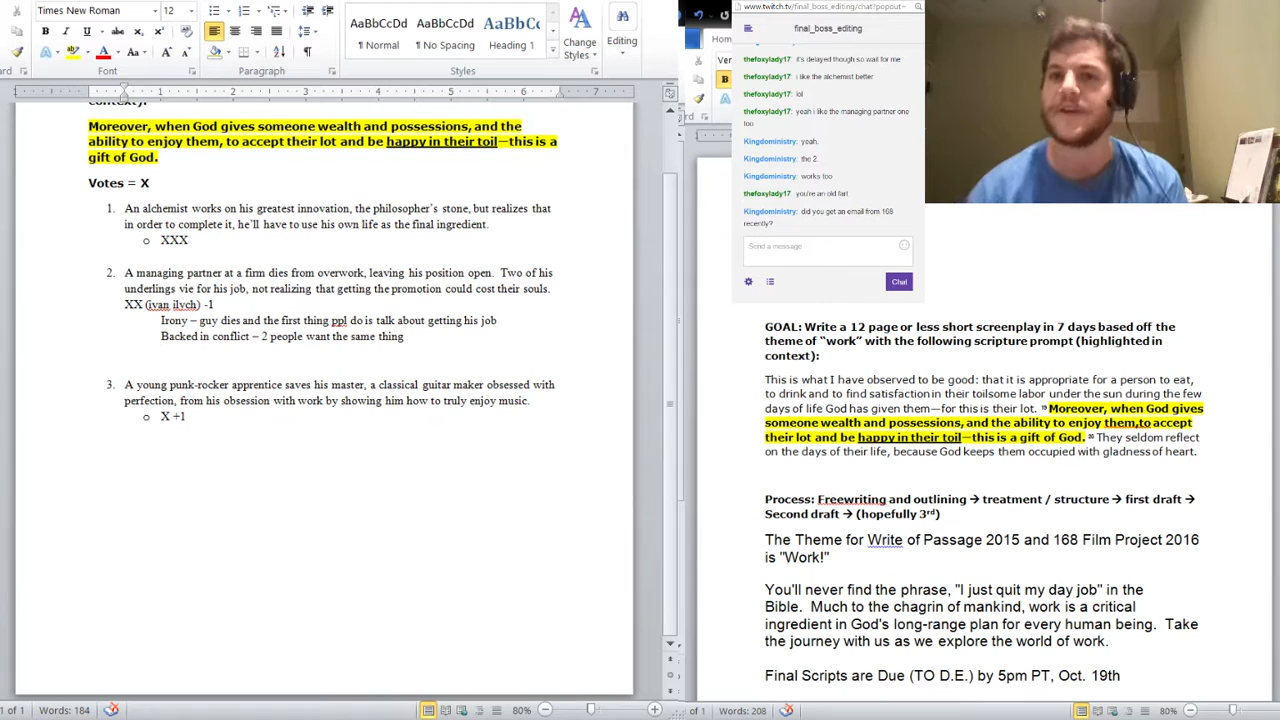 Times New Roman
12
AaBbCcDd
AaBbCcDd
AaBbC
¶ Normal
¶ No Spacing
Heading 1
Change
Styles
Editing
Font
Paragraph
Styles
1
2
3
4
5
6
7
Moreover, when God gives someone wealth and possessions, and the
ability to enjoy them, to accept their lot and be happy in their toil—this is a
gift of God.
Votes = X
1. An alchemist works on his greatest innovation, the philosopher's stone, but realizes that
in order to complete it, he'll have to use his own life as the final ingredient.
o XXX
2. A managing partner at a firm dies from overwork, leaving his position open. Two of his
underlings vie for his job, not realizing that getting the promotion could cost their souls.
XX (ivan ilych) -1
Irony – guy dies and the first thing ppl do is talk about getting his job
Backed in conflict – 2 people want the same thing
3. A young punk-rocker apprentice saves his master, a classical guitar maker obsessed with
perfection, from his obsession with work by showing him how to truly enjoy music.
o X +1
1 of 1
Words: 184
80%
www.twitch.tv/final_boss_editing/chat?popout=
final_boss_editing
thefoxylady17: it's delayed though so wait for me
thefoxylady17: i like the alchemist better
thefoxylady17: lol
thefoxylady17: yeah i like the managing partner one
too
Kingdomministry: yeah.
Kingdomministry: the 2.
Kingdomministry: works too
thefoxylady17: you're an old fart
Kingdomministry: did you get an email from 168
recently?
Send a message
Chat
GOAL: Write a 12 page or less short screenplay in 7 days based off the
theme of “work” with the following scripture prompt (highlighted in
context):
This is what I have observed to be good: that it is appropriate for a person to eat,
to drink and to find satisfaction in their toilsome labor under the sun during the few
days of life God has given them—for this is their lot. ¹⁹ Moreover, when God gives
someone wealth and possessions, and the ability to enjoy them,to accept
their lot and be happy in their toil—this is a gift of God. ²⁰ They seldom reflect
on the days of their life, because God keeps them occupied with gladness of heart.
Process: Freewriting and outlining → treatment / structure → first draft →
Second draft → (hopefully 3rd)
The Theme for Write of Passage 2015 and 168 Film Project 2016
is "Work!"
You'll never find the phrase, "I just quit my day job" in the
Bible. Much to the chagrin of mankind, work is a critical
ingredient in God's long-range plan for every human being. Take
the journey with us as we explore the world of work.
Final Scripts are Due (TO D.E.) by 5pm PT, Oct. 19th
of 1
Words: 208
80%